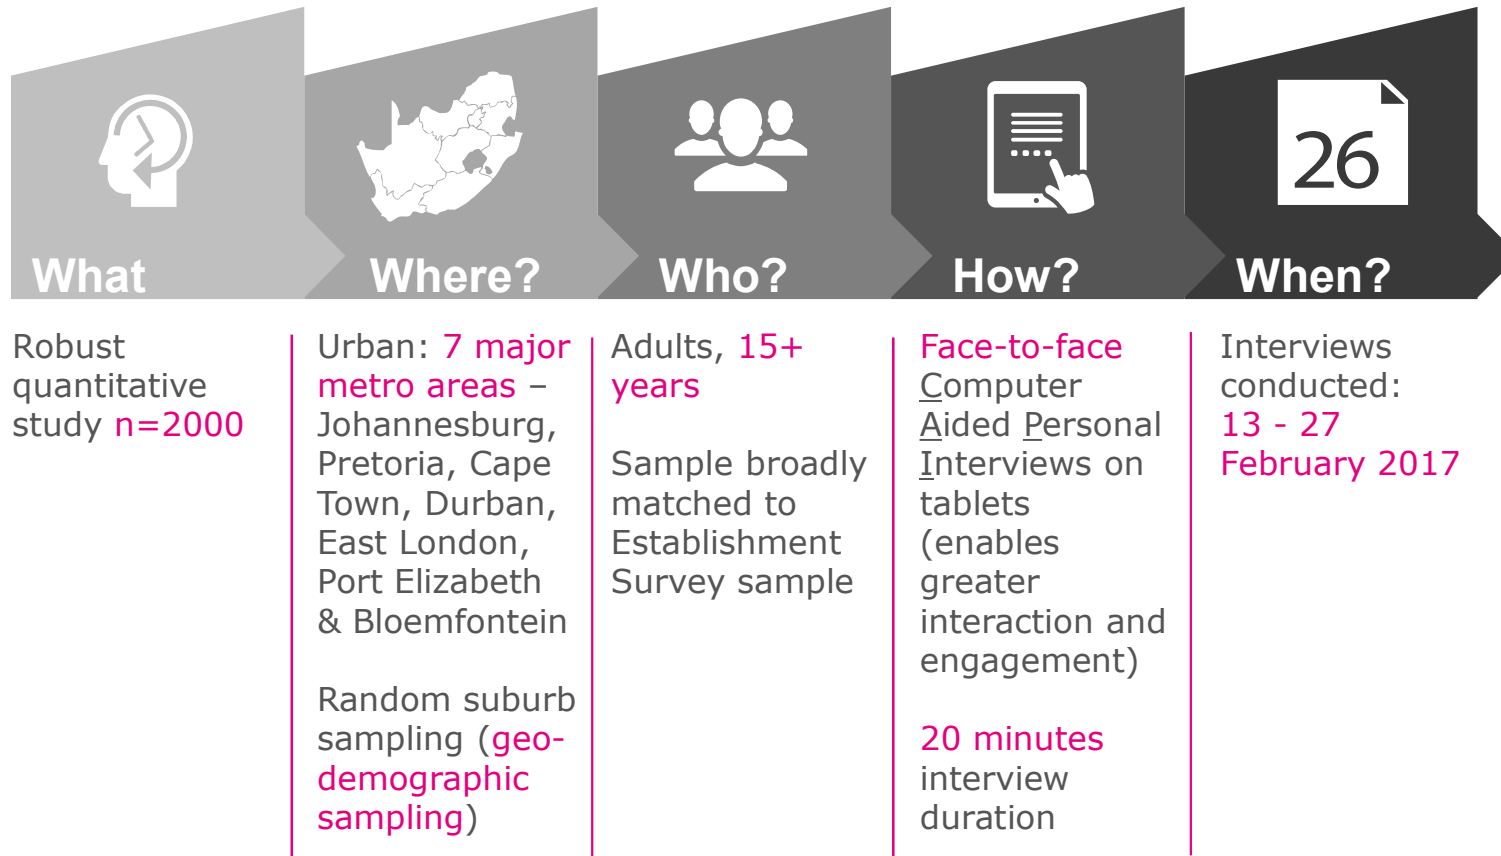 What
Where?
Who?
How?
26
When?
Robust
quantitative
study n=2000
Urban: 7 major
metro areas –
Johannesburg,
Pretoria, Cape
Town, Durban,
East London,
Port Elizabeth
& Bloemfontein
Random suburb
sampling (geo-
demographic
sampling)
Adults, 15+
years
Sample broadly
matched to
Establishment
Survey sample
Face-to-face
Computer
Aided Personal
Interviews on
tablets
(enables
greater
interaction and
engagement)
20 minutes
interview
duration
Interviews
conducted:
13 - 27
February 2017